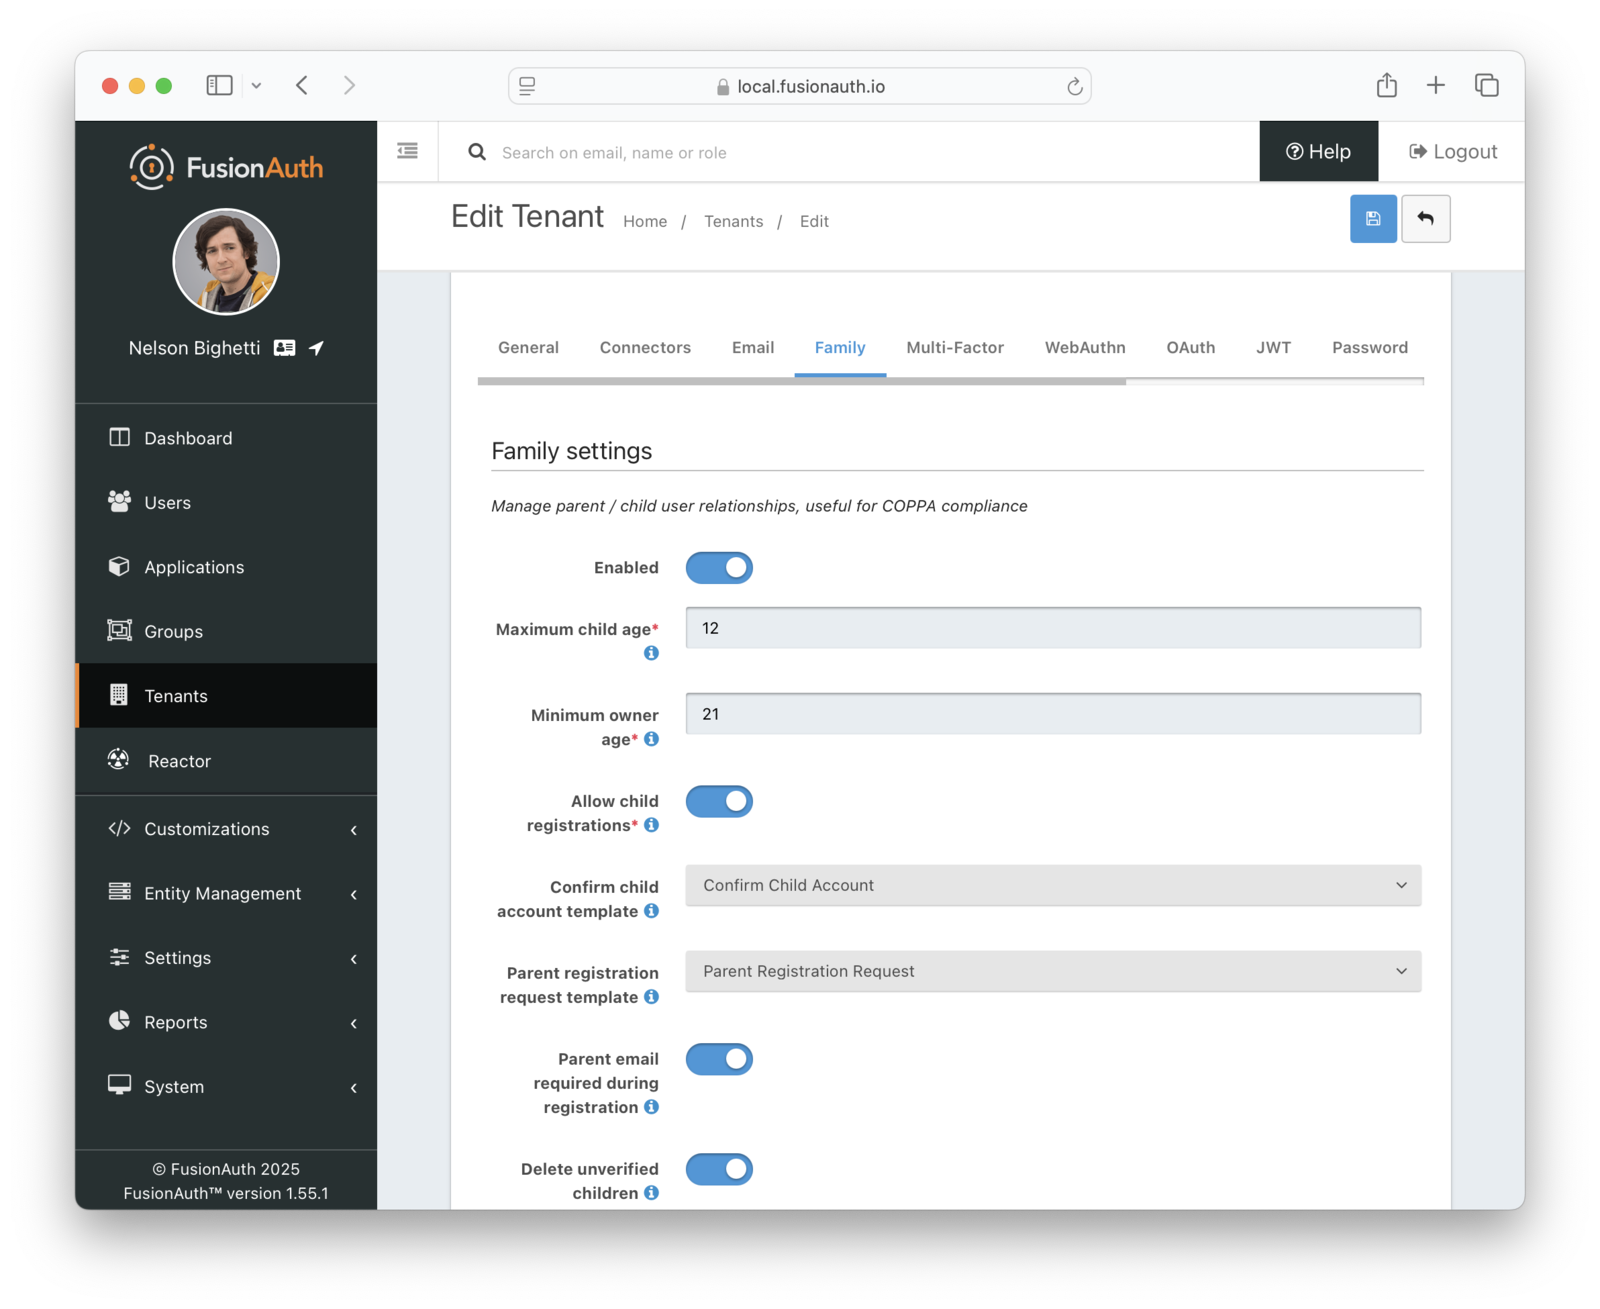 local.fusionauth.io
FusionAuth
Search on email, name or role
Help
Logout
Edit Tenant
Home / Tenants / Edit
Nelson Bighetti
Dashboard
Users
Applications
Groups
Tenants
Reactor
Customizations
Entity Management
Settings
Reports
System
© FusionAuth 2025
FusionAuth™ version 1.55.1
General
Connectors
Email
Family
Multi-Factor
WebAuthn
OAuth
JWT
Password
Family settings
Manage parent / child user relationships, useful for COPPA compliance
Enabled
Maximum child age*
12
Minimum owner
age*
21
Allow child
registrations*
Confirm child
account template
Confirm Child Account
Parent registration
request template
Parent Registration Request
Parent email
required during
registration
Delete unverified
children